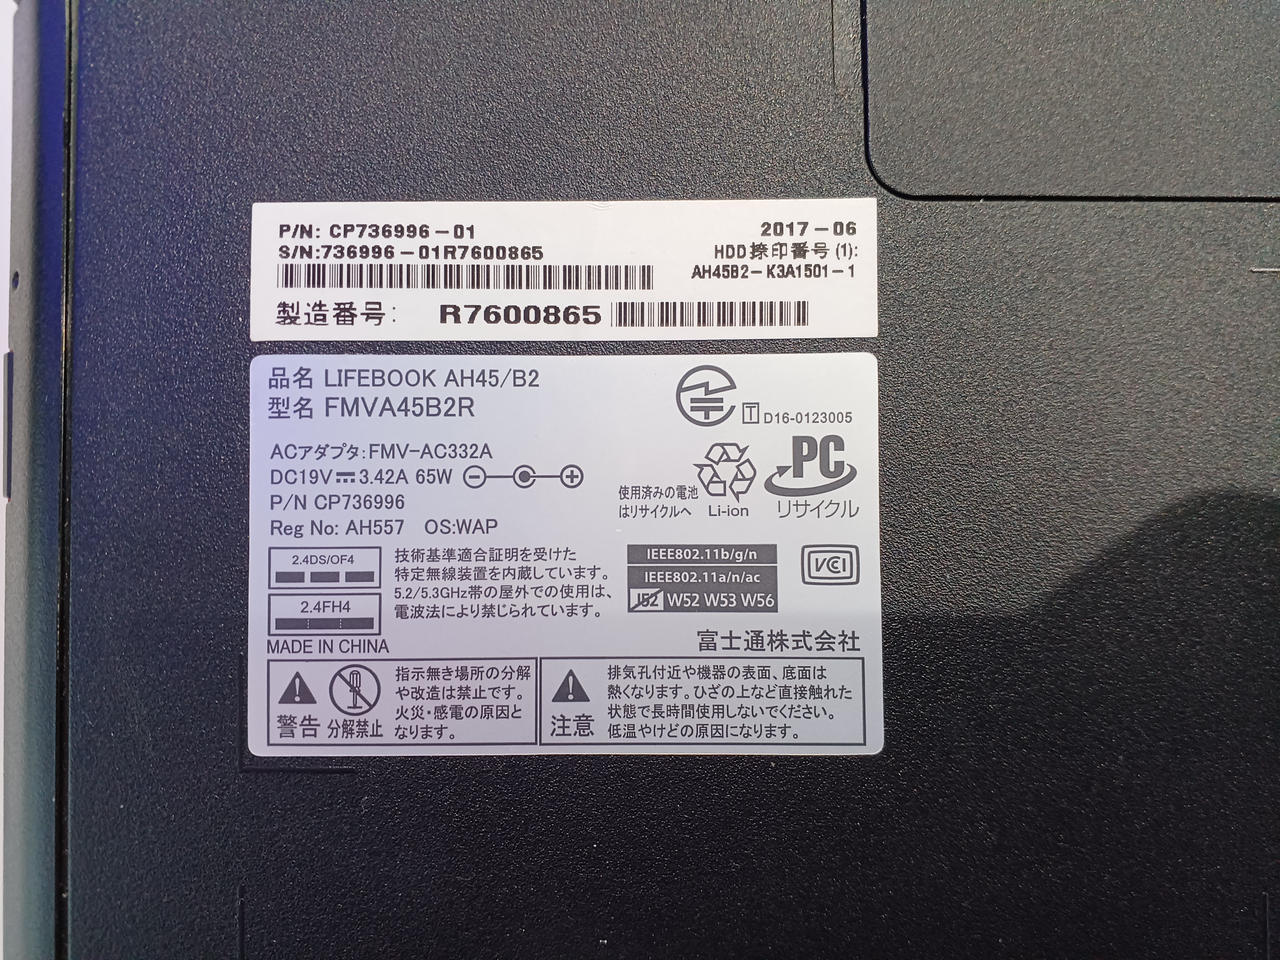 P/N: CP736996-01
2017-06
S/N:736996-01R7600865
HDD捺印番号(1):
AH45B2-K3A1501-1
製造番号: R7600865
品名 LIFEBOOK AH45/B2
型名 FMVA45B2R
T D16-0123005
ACアダプタ:FMV-AC332A
DC19V 3.42A 65W
P/N CP736996
Reg No: AH557 OS:WAP
使用済みの電池
はリサイクルへ
Li-ion
PC
リサイクル
2.4DS/OF4
2.4FH4
技術基準適合証明を受けた
特定無線装置を内蔵しています。
5.2/5.3GHz帯の屋外での使用は、
電波法により禁じられています。
IEEE802.11b/g/n
IEEE802.11a/n/ac
J52 W52 W53 W56
VCCI
MADE IN CHINA
富士通株式会社
警告
分解禁止
指示無き場所の分解
や改造は禁止です。
火災・感電の原因と
なります。
注意
排気孔付近や機器の表面、底面は
熱くなります。ひざの上など直接触れた
状態で長時間使用しないでください。
低温やけどの原因になります。